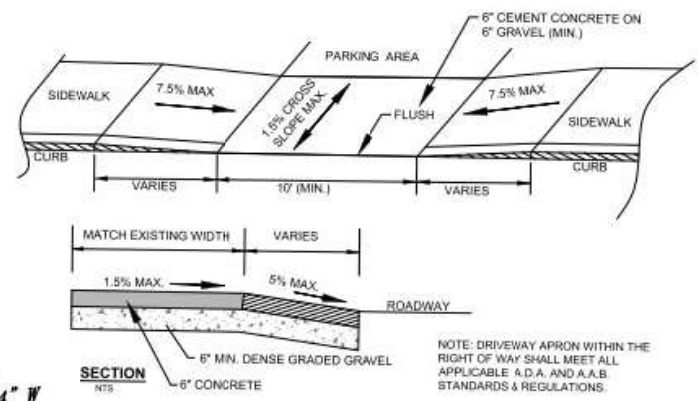 6" CEMENT CONCRETE ON
6" GRAVEL (MIN.)
PARKING AREA
SIDEWALK
7.5% MAX
1.5% CROSS
SLOPE MAX.
FLUSH
7.5% MAX
SIDEWALK
CURB
CURB
VARIES
10' (MIN.)
VARIES
MATCH EXISTING WIDTH
VARIES
1.5% MAX.
5% MAX.
ROADWAY
6" MIN. DENSE GRADED GRAVEL
6" CONCRETE
SECTION
NTS
NOTE: DRIVEWAY APRON WITHIN THE
RIGHT OF WAY SHALL MEET ALL
APPLICABLE A.D.A. AND A.A.B.
STANDARDS & REGULATIONS.
4" W